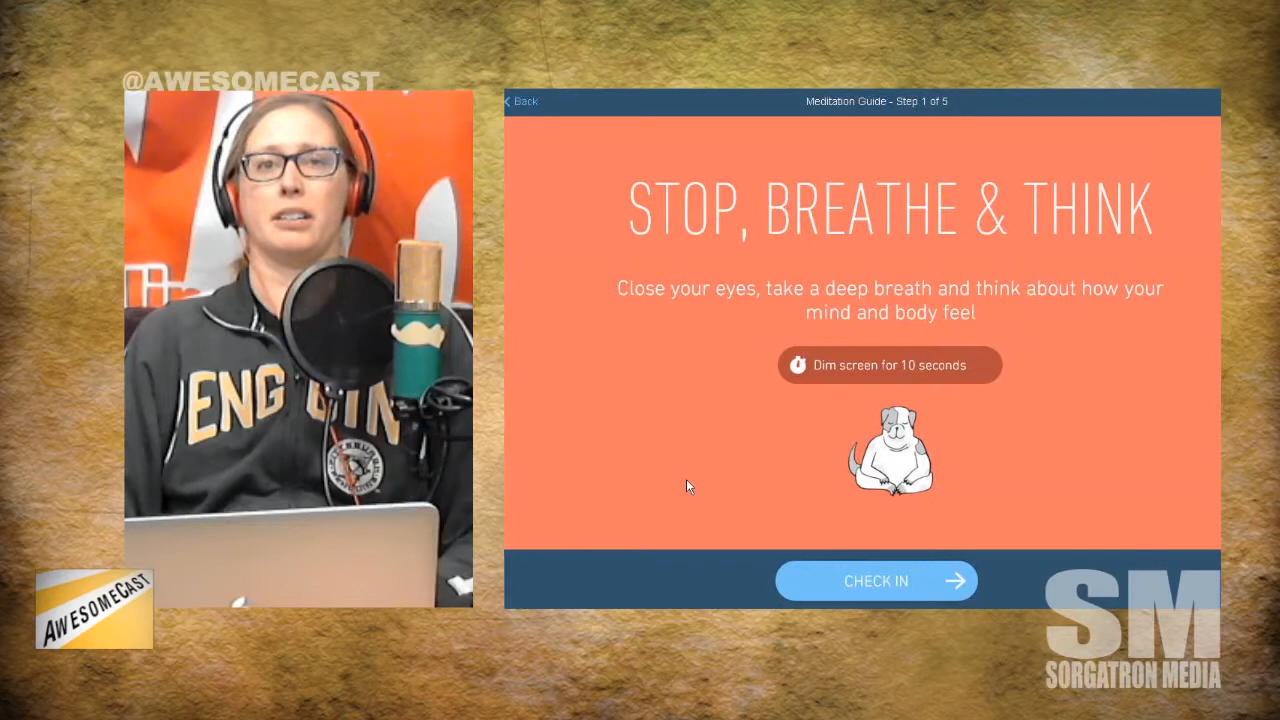 @AWESOMECAST
Back
Meditation Guide - Step 1 of 5
STOP, BREATHE & THINK
Close your eyes, take a deep breath and think about how your
mind and body feel
Dim screen for 10 seconds
CHECK IN
ENG
AWESOMECAST
SM
SORGATRON MEDIA